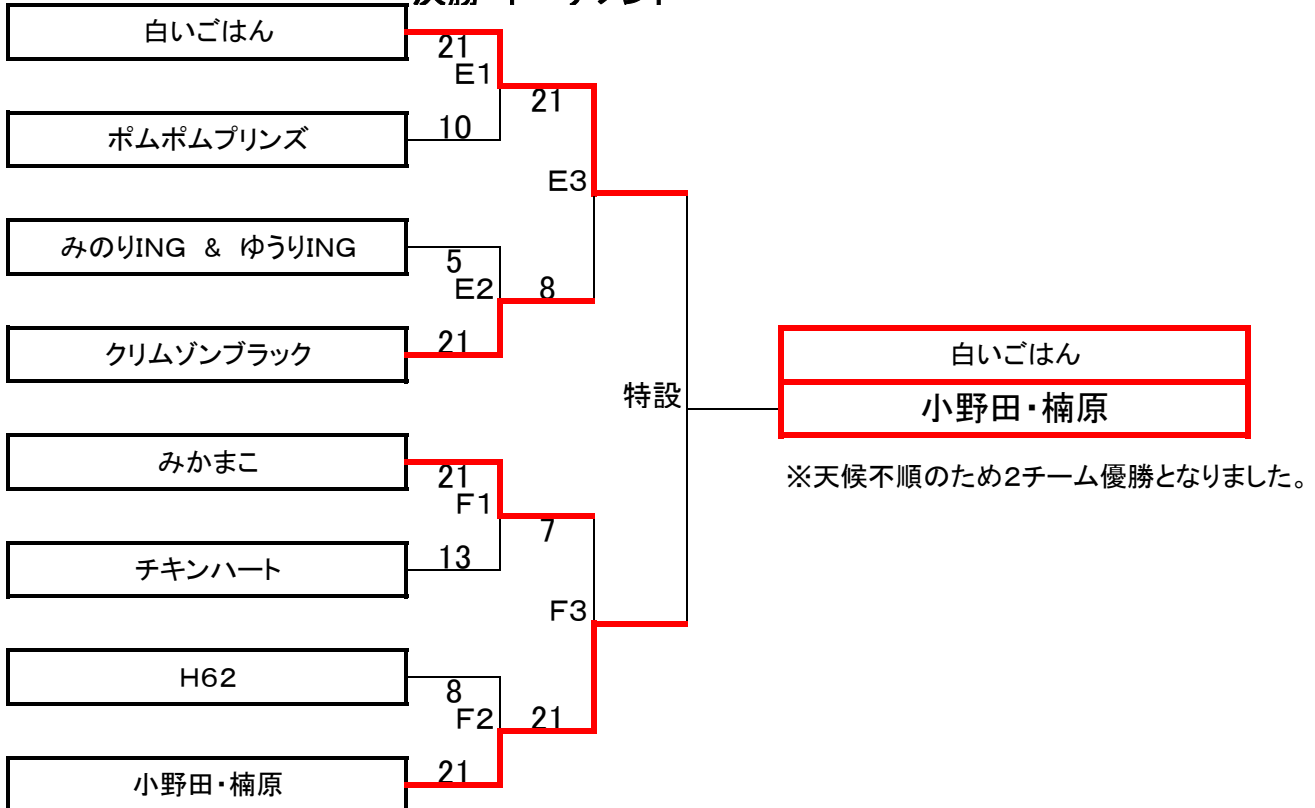 白いごはん
21
E1
21
ポムポムプリンズ
10
E3
みのりING ＆ ゆうりING
5
E2
8
クリムゾンブラック
21
白いごはん
特設
小野田・楠原
※天候不順のため2チーム優勝となりました。
みかまこ
21
F1
7
チキンハート
13
F3
H62
8
F2
21
小野田・楠原
21